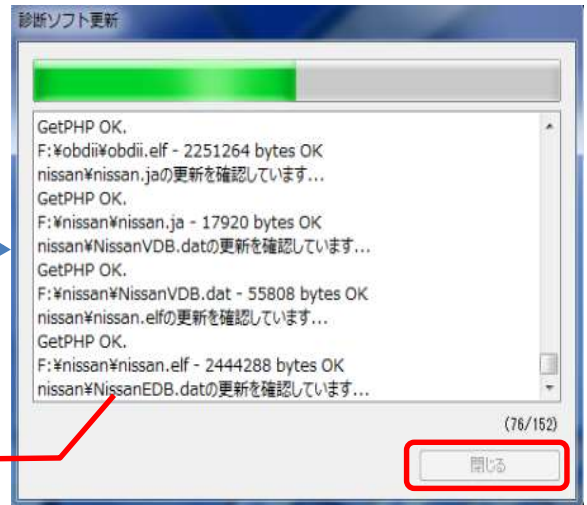 診断ソフト更新
GetPHP OK.
F:¥obdii¥obdii.elf - 2251264 bytes OK
nissan¥nissan.jaの更新を確認しています...
GetPHP OK.
F:¥nissan¥nissan.ja - 17920 bytes OK
nissan¥NissanVDB.datの更新を確認しています...
GetPHP OK.
F:¥nissan¥NissanVDB.dat - 55808 bytes OK
nissan¥nissan.elfの更新を確認しています...
GetPHP OK.
F:¥nissan¥nissan.elf - 2444288 bytes OK
nissan¥NissanEDB.datの更新を確認しています...
(76/152)
閉じる